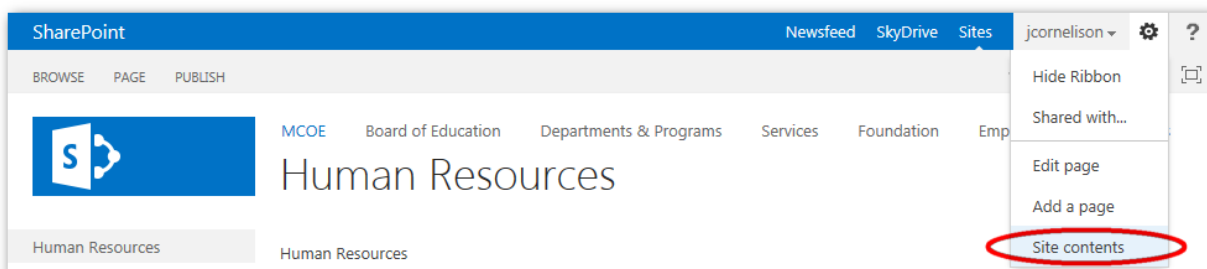 SharePoint Newsfeed SkyDrive Sites jcornelison ?
BROWSE PAGE PUBLISH
Hide Ribbon
Shared with...
S
MCOE Board of Education Departments & Programs Services Foundation
Human Resources
Edit page
Add a page
Site contents
Human Resources
Human Resources